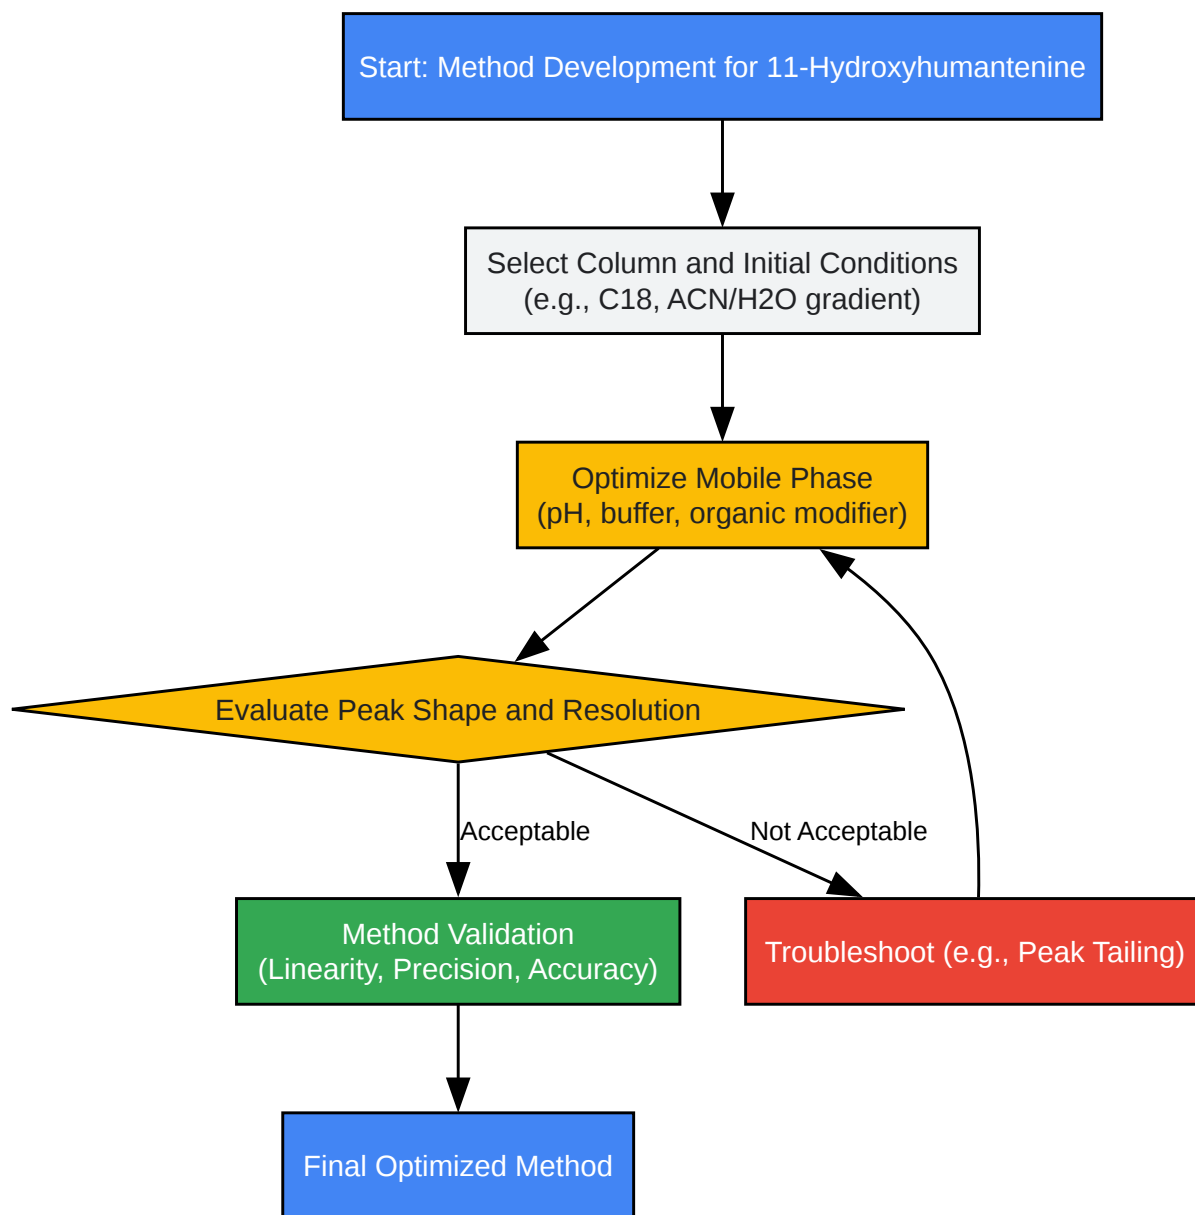 Start: Method Development for 11-Hydroxyhumantenine
Select Column and Initial Conditions
(e.g., C18, ACN/H2O gradient)
Optimize Mobile Phase
(pH, buffer, organic modifier)
Evaluate Peak Shape and Resolution
Acceptable
Not Acceptable
Method Validation
(Linearity, Precision, Accuracy)
Troubleshoot (e.g., Peak Tailing)
Final Optimized Method